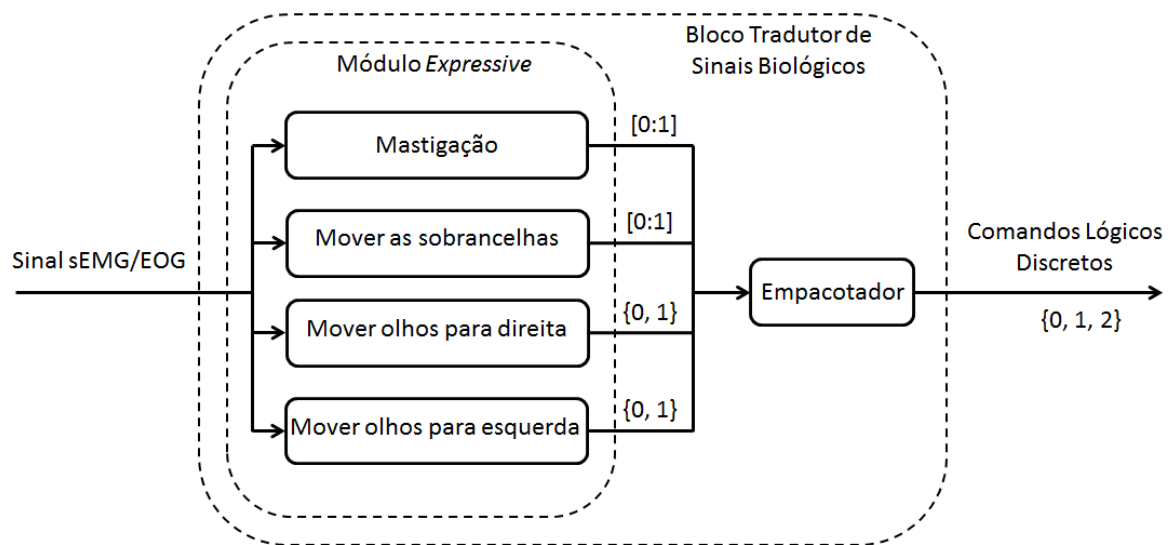 Bloco Tradutor de
Sinais Biológicos
Módulo Expressive
Mastigação
[0:1]
Mover as sobrancelhas
[0:1]
Sinal sEMG/EOG
Mover olhos para direita
{0, 1}
Mover olhos para esquerda
{0, 1}
Empacotador
Comandos Lógicos
Discretos
{0, 1, 2}